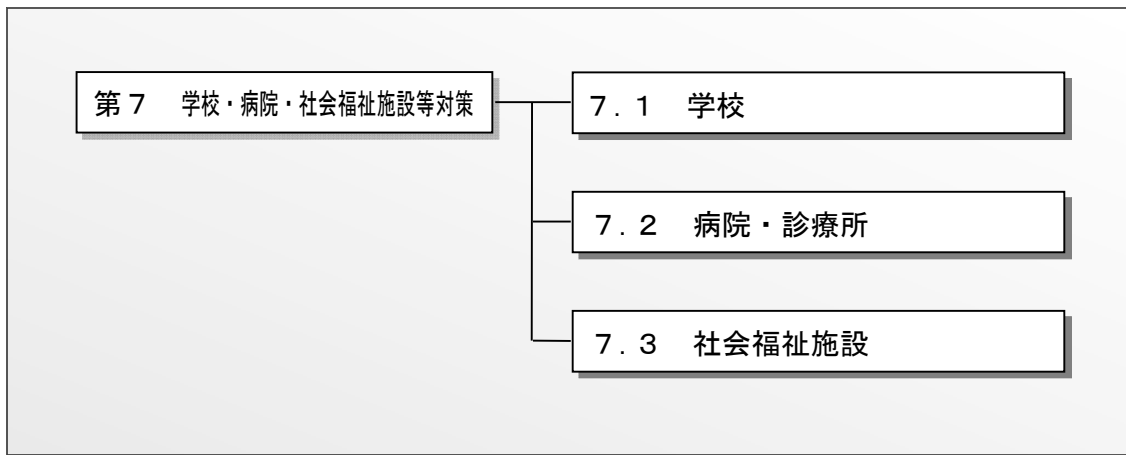 第７　学校・病院・社会福祉施設等対策
７．１　学校
７．２　病院・診療所
７．３　社会福祉施設